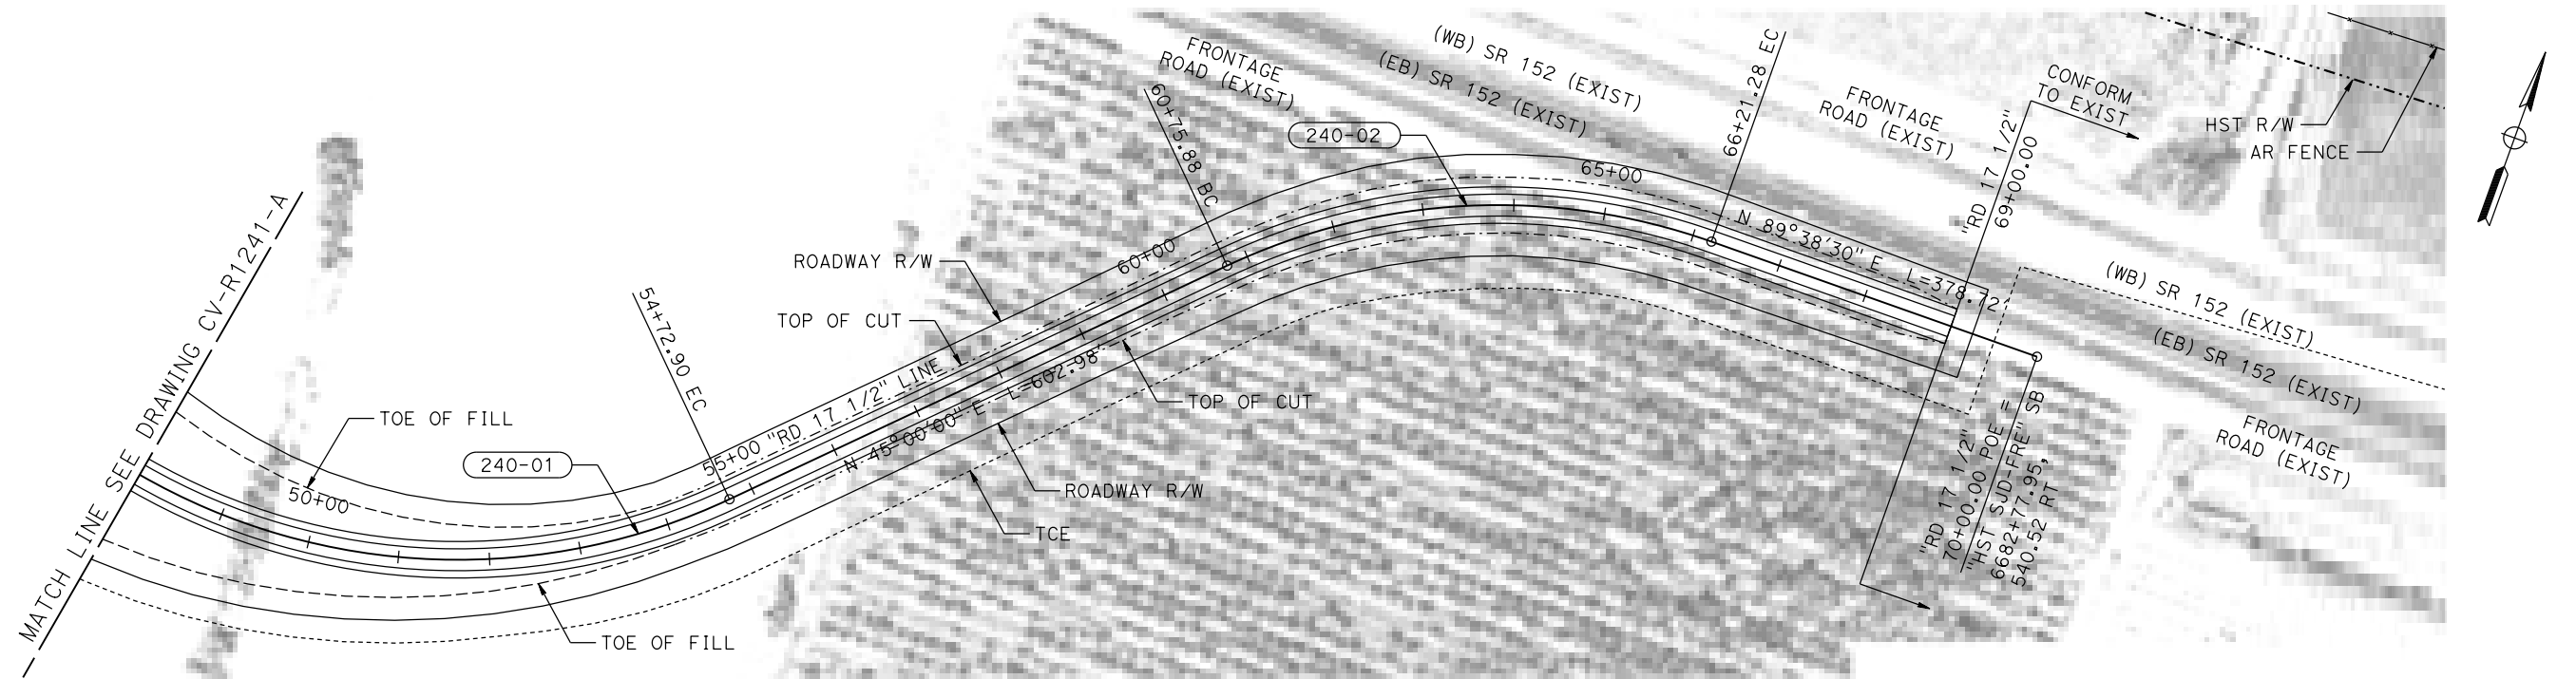 MATCH LINE SEE DRAWING CV-R1241-A
TOE OF FILL
50+00
240-01
TOE OF FILL
54+72.90 EC
55+00 "RD 17 1/2" LINE
N 45°00'00" E L=602.98'
ROADWAY R/W
TOP OF CUT
60+00
60+75.88 BC
TOP OF CUT
ROADWAY R/W
TCE
FRONTAGE
ROAD (EXIST)
(WB) SR 152 (EXIST)
(EB) SR 152 (EXIST)
240-02
65+00
66+21.28 EC
N 89°38'30" E L=378.72'
FRONTAGE
ROAD (EXIST)
"RD 17 1/2"
69+00.00
CONFORM
TO EXIST
HST R/W
AR FENCE
(WB) SR 152 (EXIST)
(EB) SR 152 (EXIST)
FRONTAGE
ROAD (EXIST)
"RD 17 1/2"
70+00.00 POE =
"HST SJD-FRE" SB
6682+77.95,
540.52 RT